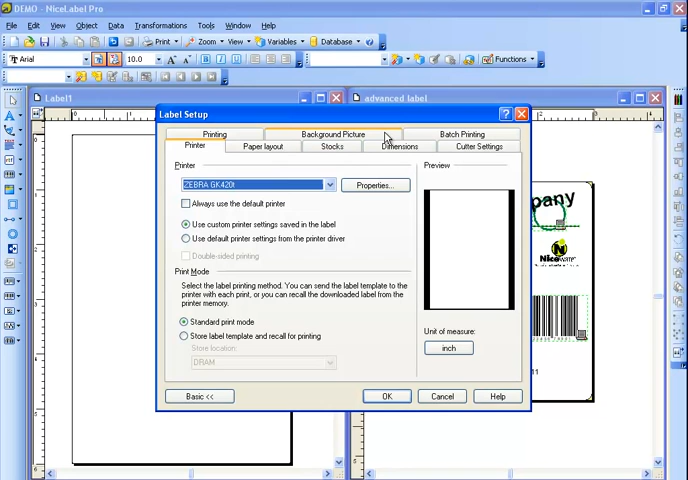 DEMO - NiceLabel Pro
File Edit View Object Data Transformations Tools Window Help
Print Zoom View Variables Database Functions
Arial 10.0 B I U
Label1
advanced label
Label Setup
Printing Background Picture Batch Printing
Printer Paper layout Stocks Dimensions Cutter Settings
Printer
ZEBRA GK420t
Properties...
Always use the default printer
Use custom printer settings saved in the label
Use default printer settings from the printer driver
Double-sided printing
Print Mode
Select the label printing method. You can send the label template to the
printer with each print, or you can recall the downloaded label from the
printer memory.
Standard print mode
Store label template and recall for printing
Store location:
DRAM
Preview
Unit of measure:
inch
Basic << OK Cancel Help
pany
Niceware